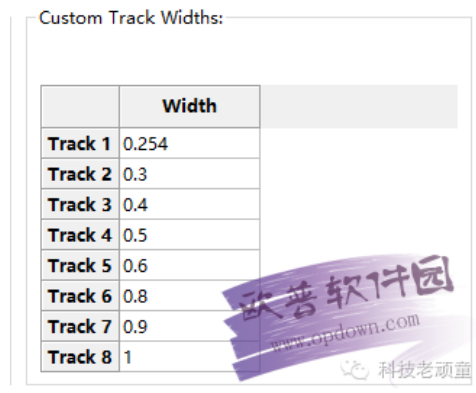 Custom Track Widths:
Width
Track 1 0.254
Track 2 0.3
Track 3 0.4
Track 4 0.5
Track 5 0.6
Track 6 0.8
Track 7 0.9
Track 8 1
欧普软件园
www.opdown.com
科技老顽童